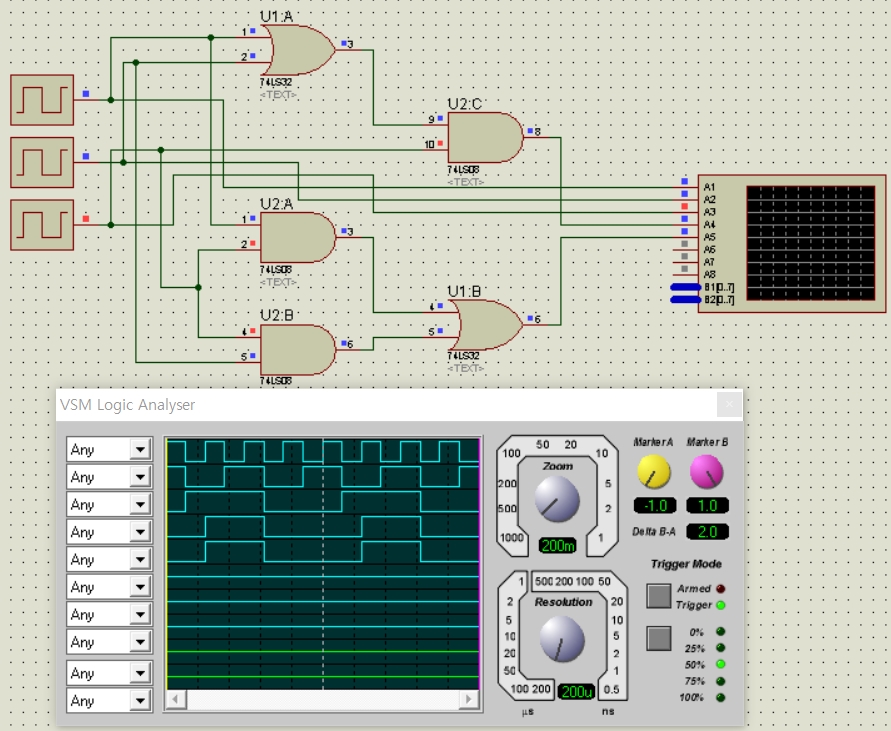 U1:A
1
2
3
74LS32
<TEXT>
U2:C
9
10
8
74LS08
<TEXT>
A1
A2
A3
A4
A5
A6
A7
A8
B1[0..7]
B2[0..7]
U2:A
1
2
3
74LS08
<TEXT>
U1:B
4
5
6
74LS32
<TEXT>
U2:B
4
5
6
74LS08
VSM Logic Analyser
×
Any
Any
Any
Any
Any
Any
Any
Any
Any
Any
50 20
100 10
Zoom
200 5
500 2
1000 1
200m
Marker A Marker B
-1.0 1.0
Delta B-A 2.0
Trigger Mode
Armed
Trigger
0%
25%
50%
75%
100%
1 500 200 100 50
Resolution
2 20
5 10
10 5
20 2
50 1
100 200 0.5
200u
µs ns